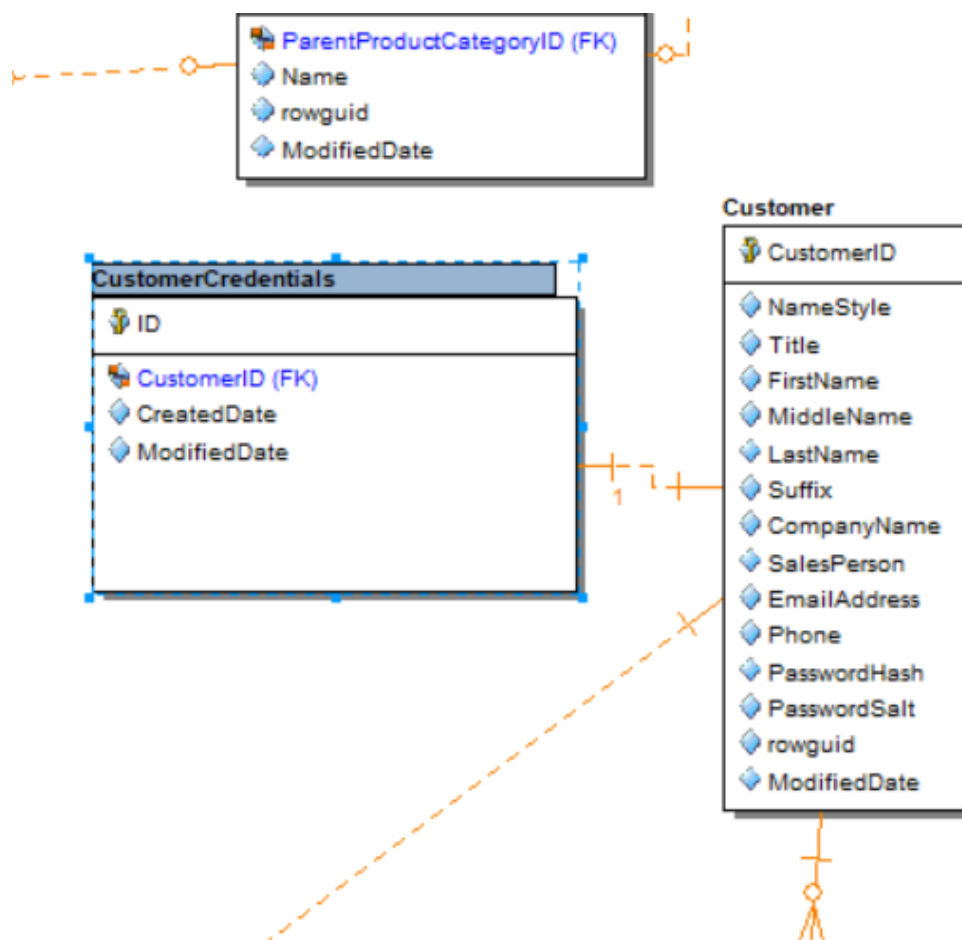 ParentProductCategoryID (FK)
Name
rowguid
ModifiedDate
CustomerCredentials
ID
CustomerID (FK)
CreatedDate
ModifiedDate
1
Customer
CustomerID
NameStyle
Title
FirstName
MiddleName
LastName
Suffix
CompanyName
SalesPerson
EmailAddress
Phone
PasswordHash
PasswordSalt
rowguid
ModifiedDate